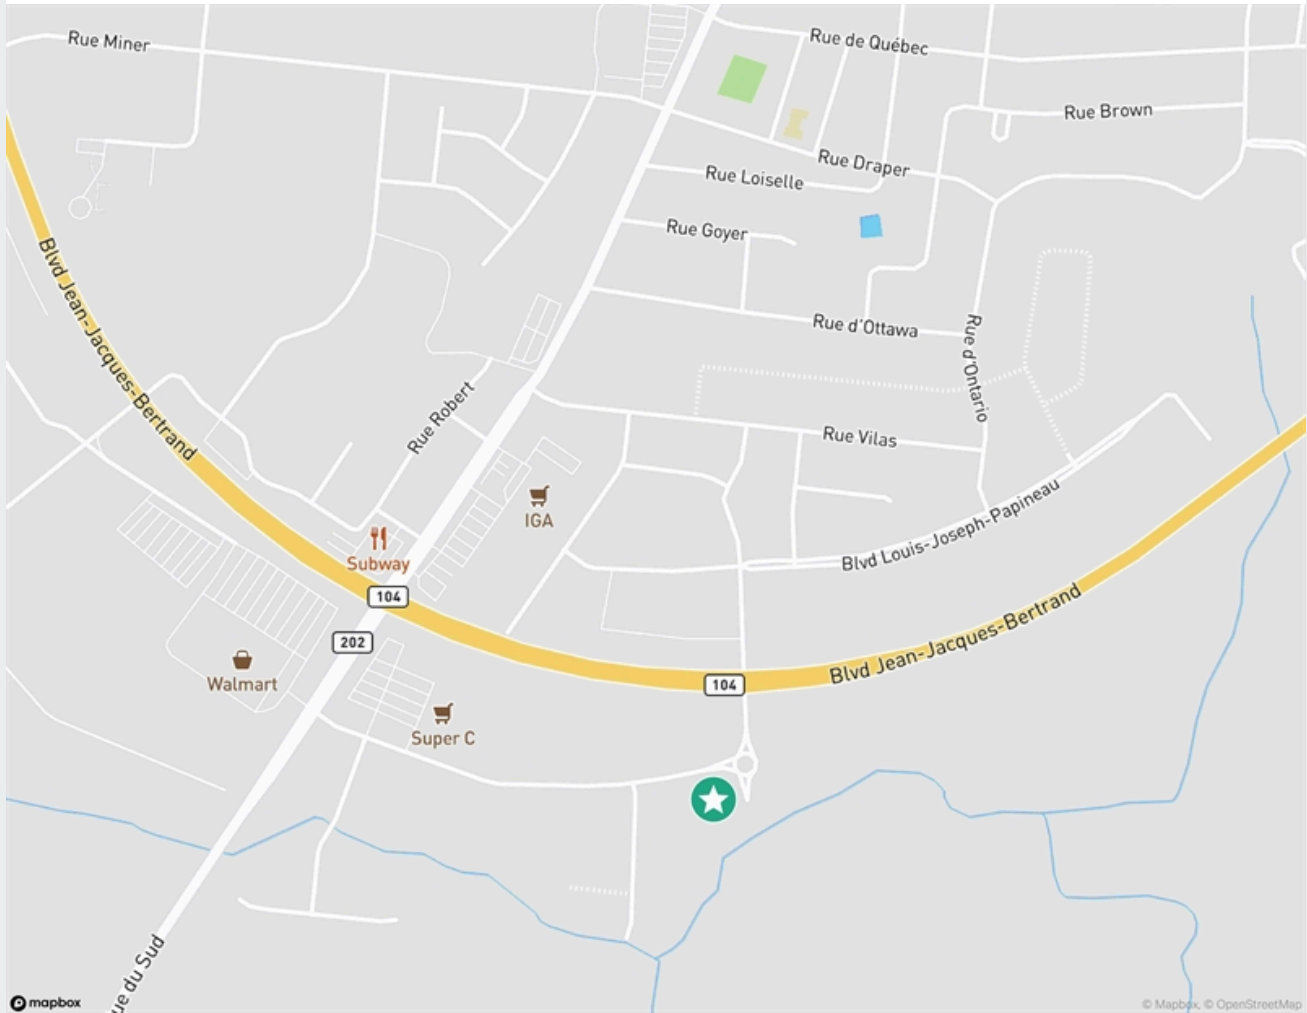 Rue Miner
Rue de Québec
Rue Brown
Rue Draper
Rue Loiselle
Rue Goyer
Blvd Jean-Jacques-Bertrand
Rue d'Ottawa
Rue d'Ontario
Rue Robert
Rue Vilas
IGA
Blvd Louis-Joseph-Papineau
Subway
104
Blvd Jean-Jacques-Bertrand
202
Walmart
104
Super C
ue du Sud
mapbox
© Mapbox, © OpenStreetMap